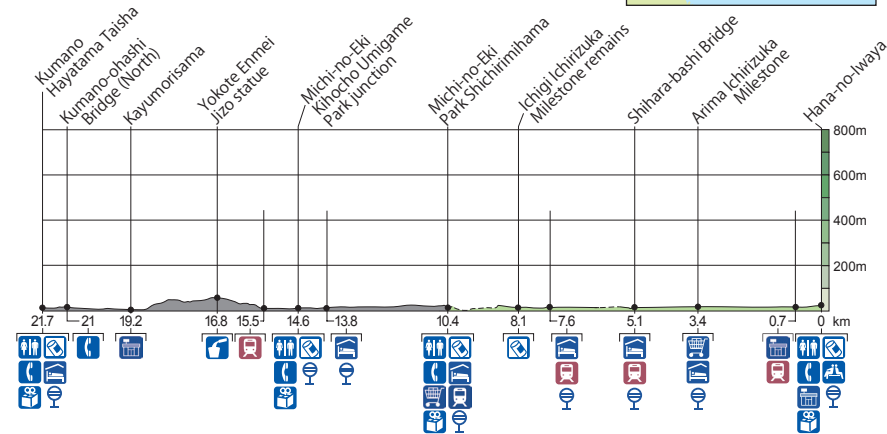 Kumano
Hayatama Taisha
Kumano-ohashi
Bridge (North)
Kayumorisama
Yokote Enmei
Jizo statue
Michi-no-Eki
Kihocho Umigame
Park Junction
Michi-no-Eki
Park Shichirimihama
Ichigi Ichirizuka
Milestone remains
Shihara-bashi Bridge
Arima Ichirizuka
Milestone
Hana-no-Iwaya
800m
600m
400m
200m
21.7 21 19.2 16.8 15.5 14.6 13.8 10.4 8.1 7.6 5.1 3.4 0.7 0 km